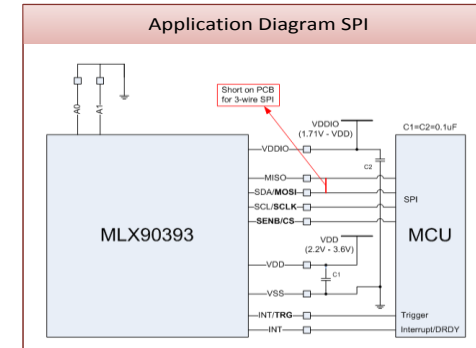 Application Diagram SPI
A0
A1
Short on PCB
for 3-wire SPI
VDDIO
(1.71V - VDD)
C1=C2=0.1uF
VDDIO
C2
MISO
SDA/MOSI
SCL/SCLK
SENB/CS
SPI
MLX90393
MCU
VDD
(2.2V - 3.6V)
VDD
C1
VSS
INT/TRG
Trigger
INT
Interrupt/DRDY